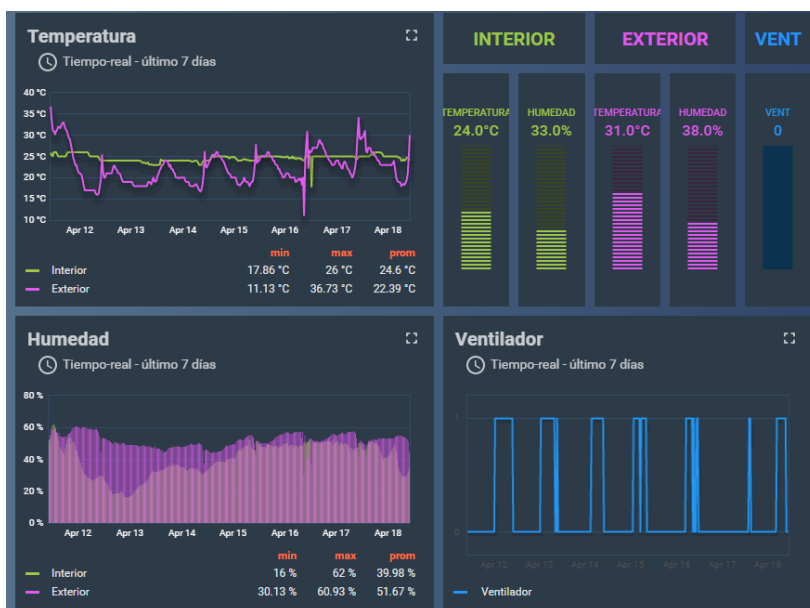 Temperatura
Tiempo-real - último 7 días
40 °C
35 °C
30 °C
25 °C
20 °C
15 °C
10 °C
Apr 12 Apr 13 Apr 14 Apr 15 Apr 16 Apr 17 Apr 18
min max prom
Interior 17.86 °C 26 °C 24.6 °C
Exterior 11.13 °C 36.73 °C 22.39 °C
INTERIOR EXTERIOR VENT
TEMPERATURA HUMEDAD TEMPERATURA HUMEDAD VENT
24.0°C 33.0% 31.0°C 38.0% 0
Humedad
Tiempo-real - último 7 días
80 %
60 %
40 %
20 %
0 %
Apr 12 Apr 13 Apr 14 Apr 15 Apr 16 Apr 17 Apr 18
min max prom
Interior 16 % 62 % 39.98 %
Exterior 30.13 % 60.93 % 51.67 %
Ventilador
Tiempo-real - último 7 días
1
0
Apr 12 Apr 13 Apr 14 Apr 15 Apr 16 Apr 17 Apr 18
Ventilador